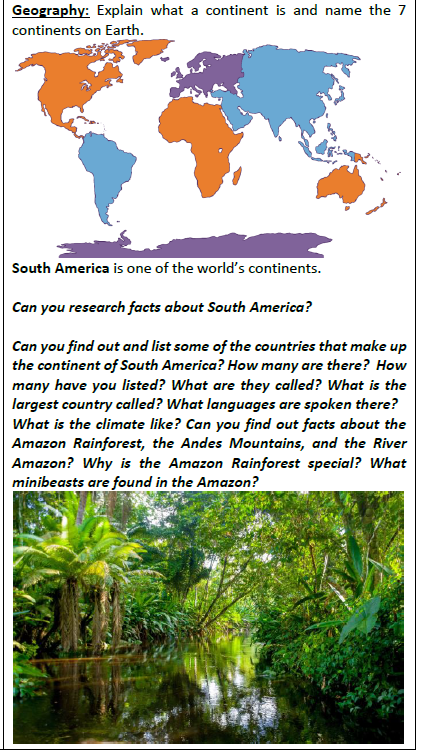 Geography: Explain what a continent is and name the 7
continents on Earth.
South America is one of the world's continents.
Can you research facts about South America?
Can you find out and list some of the countries that make up
the continent of South America? How many are there? How
many have you listed? What are they called? What is the
largest country called? What languages are spoken there?
What is the climate like? Can you find out facts about the
Amazon Rainforest, the Andes Mountains, and the River
Amazon? Why is the Amazon Rainforest special? What
minibeasts are found in the Amazon?